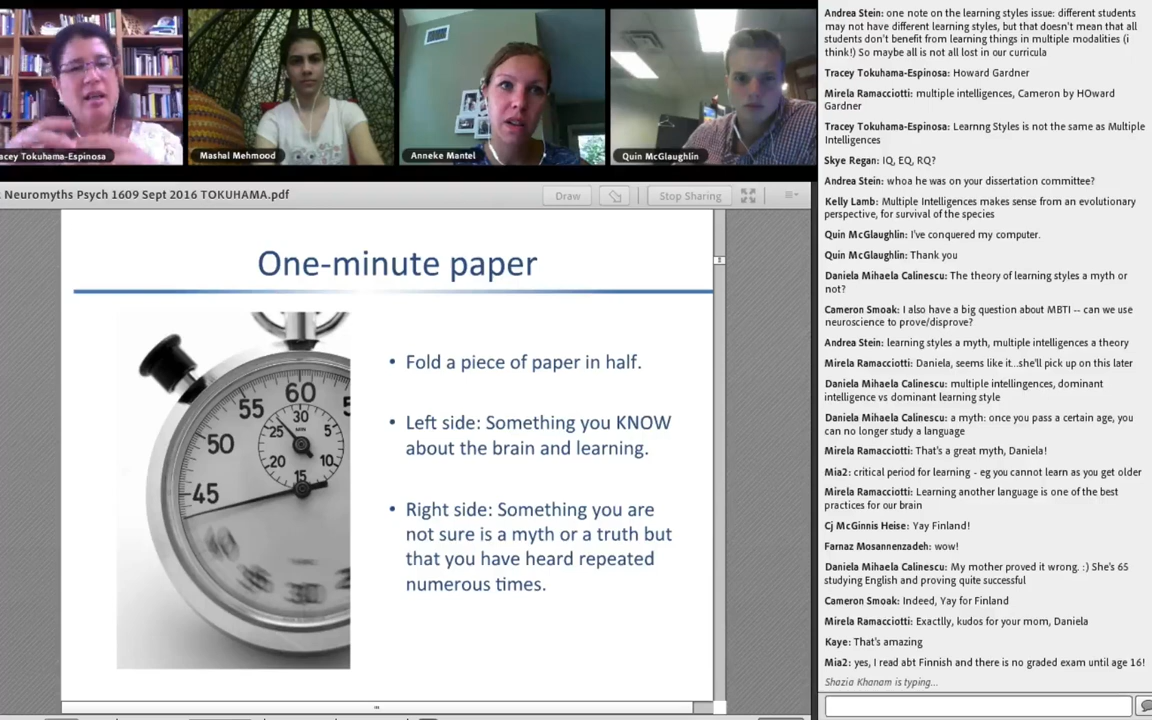 acey Tokuhama-Espinosa
Mashal Mehmood
Anneke Mantel
Quin McGlaughlin
Neuromyths Psych 1609 Sept 2016 TOKUHAMA.pdf
Draw
Stop Sharing
One-minute paper
60
55
50
45
5
30
MIN
25
5
20
10
15
• Fold a piece of paper in half.
• Left side: Something you KNOW
about the brain and learning.
• Right side: Something you are
not sure is a myth or a truth but
that you have heard repeated
numerous times.
Andrea Stein: one note on the learning styles issue: different students
may not have different learning styles, but that doesn't mean that all
students don't benefit from learning things in multiple modalities (i
think!) So maybe all is not all lost in our curricula
Tracey Tokuhama-Espinosa: Howard Gardner
Mirela Ramacciotti: multiple intelligences, Cameron by HOward
Gardner
Tracey Tokuhama-Espinosa: Learnng Styles is not the same as Multiple
Intelligences
Skye Regan: IQ, EQ, RQ?
Andrea Stein: whoa he was on your dissertation committee?
Kelly Lamb: Multiple Intelligences makes sense from an evolutionary
perspective, for survival of the species
Quin McGlaughlin: I've conquered my computer.
Quin McGlaughlin: Thank you
Daniela Mihaela Calinescu: The theory of learning styles a myth or
not?
Cameron Smoak: I also have a big question about MBTI -- can we use
neuroscience to prove/disprove?
Andrea Stein: learning styles a myth, multiple intelligences a theory
Mirela Ramacciotti: Daniela, seems like it...she'll pick up on this later
Daniela Mihaela Calinescu: multiple intellingences, dominant
intelligence vs dominant learning style
Daniela Mihaela Calinescu: a myth: once you pass a certain age, you
can no longer study a language
Mirela Ramacciotti: That's a great myth, Daniela!
Mia2: critical period for learning - eg you cannot learn as you get older
Mirela Ramacciotti: Learning another language is one of the best
practices for our brain
Cj McGinnis Heise: Yay Finland!
Farnaz Mosannenzadeh: wow!
Daniela Mihaela Calinescu: My mother proved it wrong. :) She's 65
studying English and proving quite successful
Cameron Smoak: Indeed, Yay for Finland
Mirela Ramacciotti: Exactlly, kudos for your mom, Daniela
Kaye: That's amazing
Mia2: yes, I read abt Finnish and there is no graded exam until age 16!
Shazia Khanam is typing...